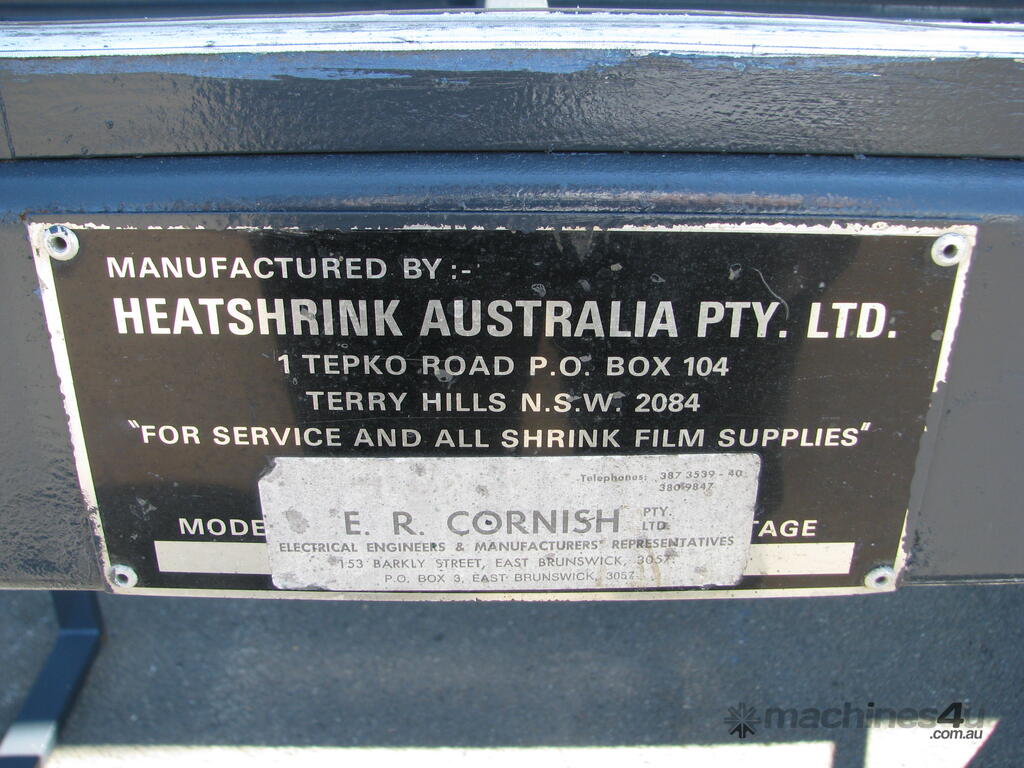 MANUFACTURED BY :-
HEATSHRINK AUSTRALIA PTY. LTD.
1 TEPKO ROAD P.O. BOX 104
TERRY HILLS N.S.W. 2084
"FOR SERVICE AND ALL SHRINK FILM SUPPLIES"
Telephones: 387 3539 - 40
380 9847
MODE
E. R. CORNISH PTY. LTD.
TAGE
ELECTRICAL ENGINEERS & MANUFACTURERS' REPRESENTATIVES
153 BARKLY STREET, EAST BRUNSWICK, 3057.
P.O. BOX 3, EAST BRUNSWICK, 3057.
machines4u
.com.au